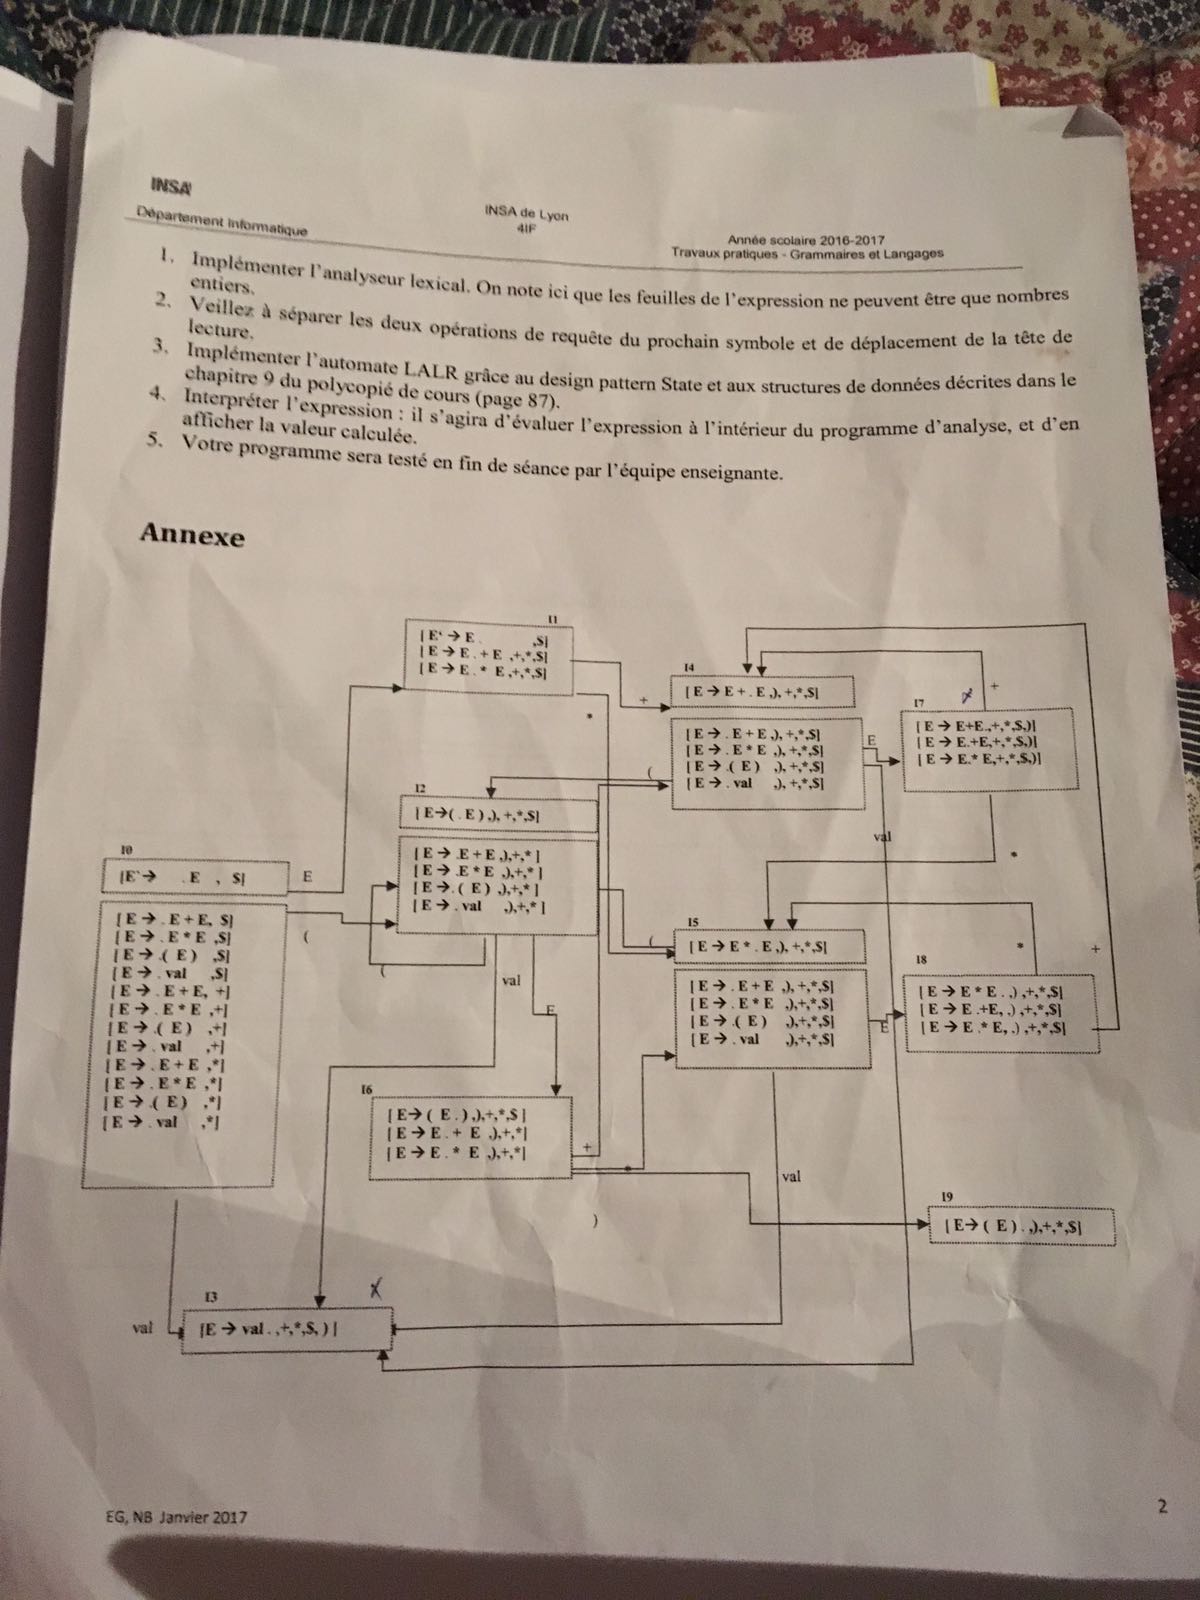 INSA
Département Informatique
INSA de Lyon
4IF
Année scolaire 2016-2017
Travaux pratiques - Grammaires et Langages
1. Implémenter l'analyseur lexical. On note ici que les feuilles de l'expression ne peuvent être que nombres
entiers.
2. Veillez à séparer les deux opérations de requête du prochain symbole et de déplacement de la tête de
lecture.
3. Implémenter l'automate LALR grâce au design pattern State et aux structures de données décrites dans le
chapitre 9 du polycopié de cours (page 87).
4. Interpréter l'expression : il s'agira d'évaluer l'expression à l'intérieur du programme d'analyse, et d'en
afficher la valeur calculée.
5. Votre programme sera testé en fin de séance par l'équipe enseignante.
Annexe
I1
[ E' → E . ,$]
[ E → E . + E ,+,*,$]
[ E → E . * E ,+,*,$]
+
*
I4
[ E → E + . E ,), +,*,$]
[ E → . E + E ,), +,*,$]
[ E → . E * E ,), +,*,$]
[ E → .( E ) ,), +,*,$]
[ E → . val ,), +,*,$]
(
E
val
I7
x
+
[ E → E+E.,+,*,$,)]
[ E → E.+E,+,*,$,)]
[ E → E.* E,+,*,$,)]
*
I2
[ E→( . E ),), +,*,$]
[ E → .E + E ,),+,* ]
[ E → .E * E ,),+,* ]
[ E → .( E ) ,),+,* ]
[ E → . val ,),+,* ]
(
val
E
I0
[E'→ .E , $]
E
[ E → . E + E, $]
[ E → . E * E ,$]
[ E → .( E ) ,$]
[ E → . val ,$]
[ E → . E + E, +]
[ E → . E * E ,+]
[ E → .( E ) ,+]
[ E → . val ,+]
[ E → . E + E ,*]
[ E → . E * E ,*]
[ E → .( E ) ,*]
[ E → . val ,*]
(
I5
(
[ E → E * . E ,), +,*,$]
[ E → . E + E ,), +,*,$]
[ E → . E * E ,),+,*,$]
[ E → .( E ) ,),+,*,$]
[ E → . val ,),+,*,$]
E
val
I8
*
+
[ E → E * E . ,) ,+,*,$]
[ E → E .+E, ,) ,+,*,$]
[ E → E .* E, ,) ,+,*,$]
I6
[ E→( E . ),),+,*,$ ]
[ E → E . + E ,),+,*]
[ E → E . * E ,),+,*]
+
*
)
I9
[ E→ ( E ) . ,),+,*,$]
I3
x
val
[E → val . ,+,*,$, ) ]
EG, NB Janvier 2017
2